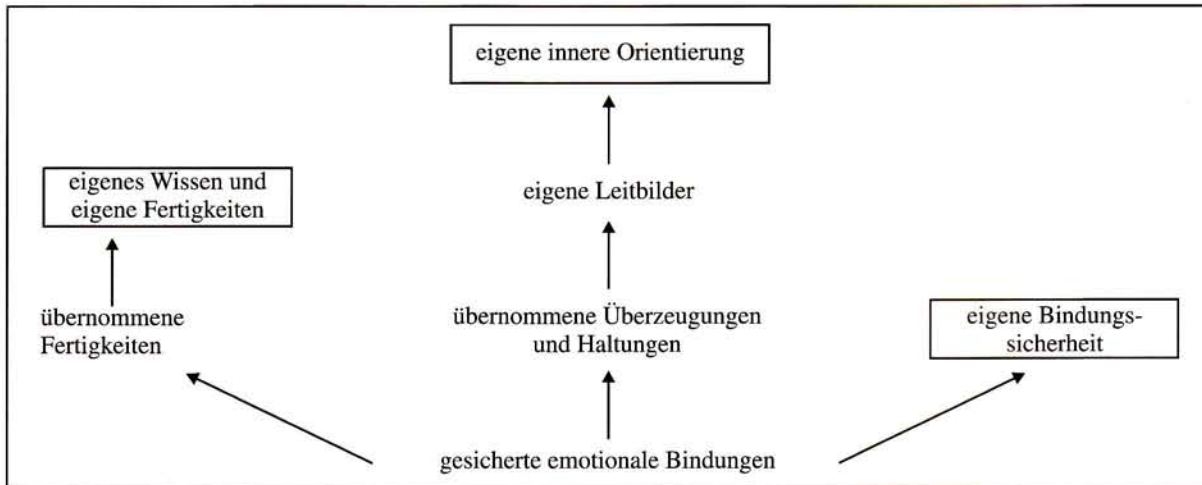 eigene innere Orientierung
eigenes Wissen und
eigene Fertigkeiten
eigene Leitbilder
übernommene
Fertigkeiten
übernommene Überzeugungen
und Haltungen
eigene Bindungs-
sicherheit
gesicherte emotionale Bindungen